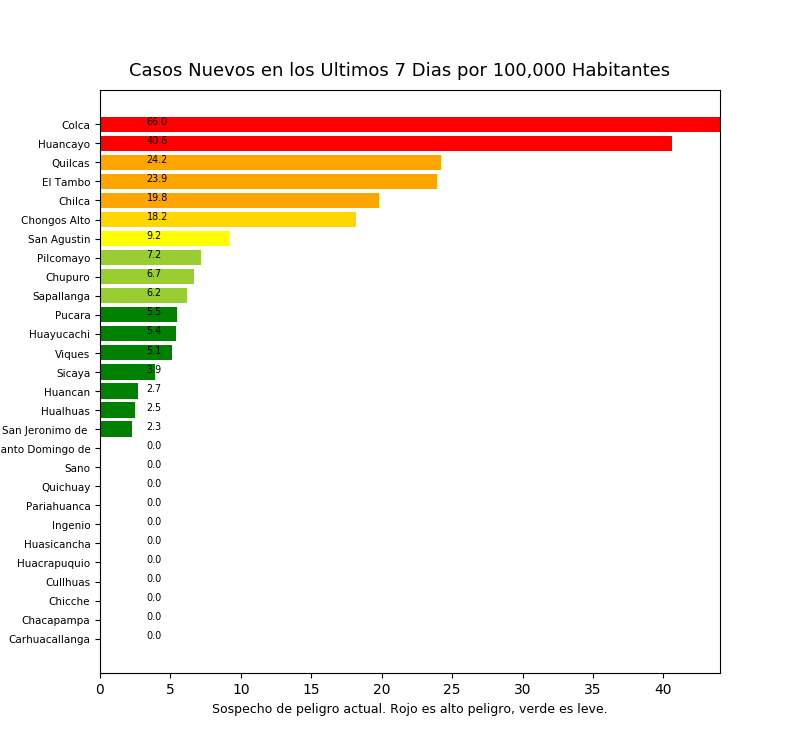 Casos Nuevos en los Ultimos 7 Dias por 100,000 Habitantes
Colca 66.0
Huancayo 40.6
Quilcas 24.2
El Tambo 23.9
Chilca 19.8
Chongos Alto 18.2
San Agustin 9.2
Pilcomayo 7.2
Chupuro 6.7
Sapallanga 6.2
Pucara 5.5
Huayucachi 5.4
Viques 5.1
Sicaya 3.9
Huancan 2.7
Hualhuas 2.5
San Jeronimo de 2.3
anto Domingo de 0.0
Sano 0.0
Quichuay 0.0
Pariahuanca 0.0
Ingenio 0.0
Huasicancha 0.0
Huacrapuquio 0.0
Cullhuas 0.0
Chicche 0.0
Chacapampa 0.0
Carhuacallanga 0.0
0 5 10 15 20 25 30 35 40
Sospecho de peligro actual. Rojo es alto peligro, verde es leve.